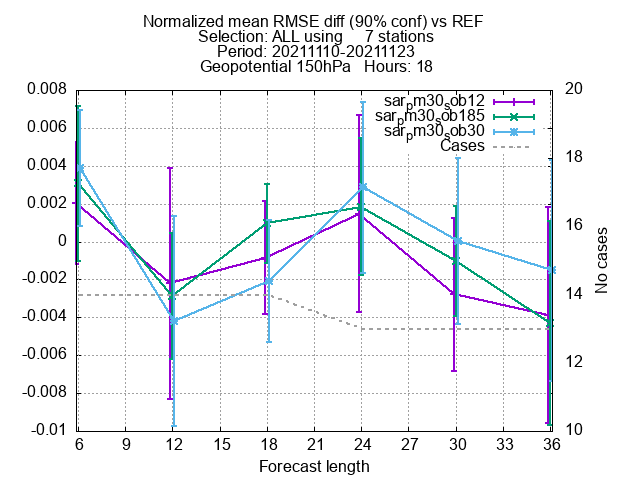 Normalized mean RMSE diff (90% conf) vs REF
Selection: ALL using 7 stations
Period: 20211110-20211123
Geopotential 150hPa Hours: 18
sar_pm30_sob12
sar_pm30_sob185
sar_pm30_sob30
Cases
0.008
0.006
0.004
0.002
0
-0.002
-0.004
-0.006
-0.008
-0.01
20
18
16
14
12
10
No cases
6 9 12 15 18 21 24 27 30 33 36
Forecast length